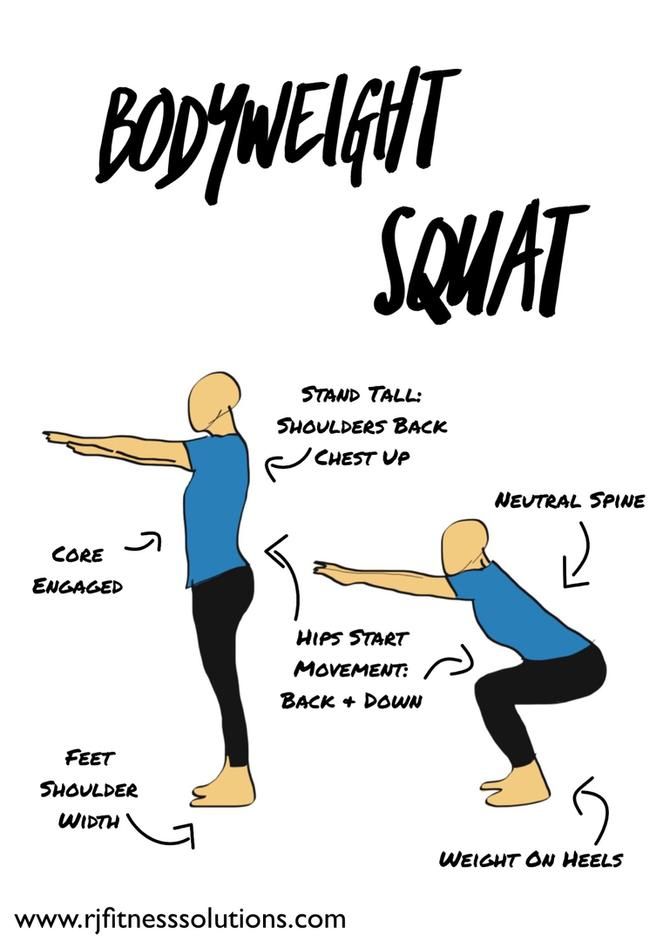 BODYWEIGHT
SQUAT
STAND TALL:
SHOULDERS BACK
CHEST UP
NEUTRAL SPINE
CORE
ENGAGED
HIPS START
MOVEMENT:
BACK + DOWN
FEET
SHOULDER
WIDTH
WEIGHT ON HEELS
www.rjfitnesssolutions.com